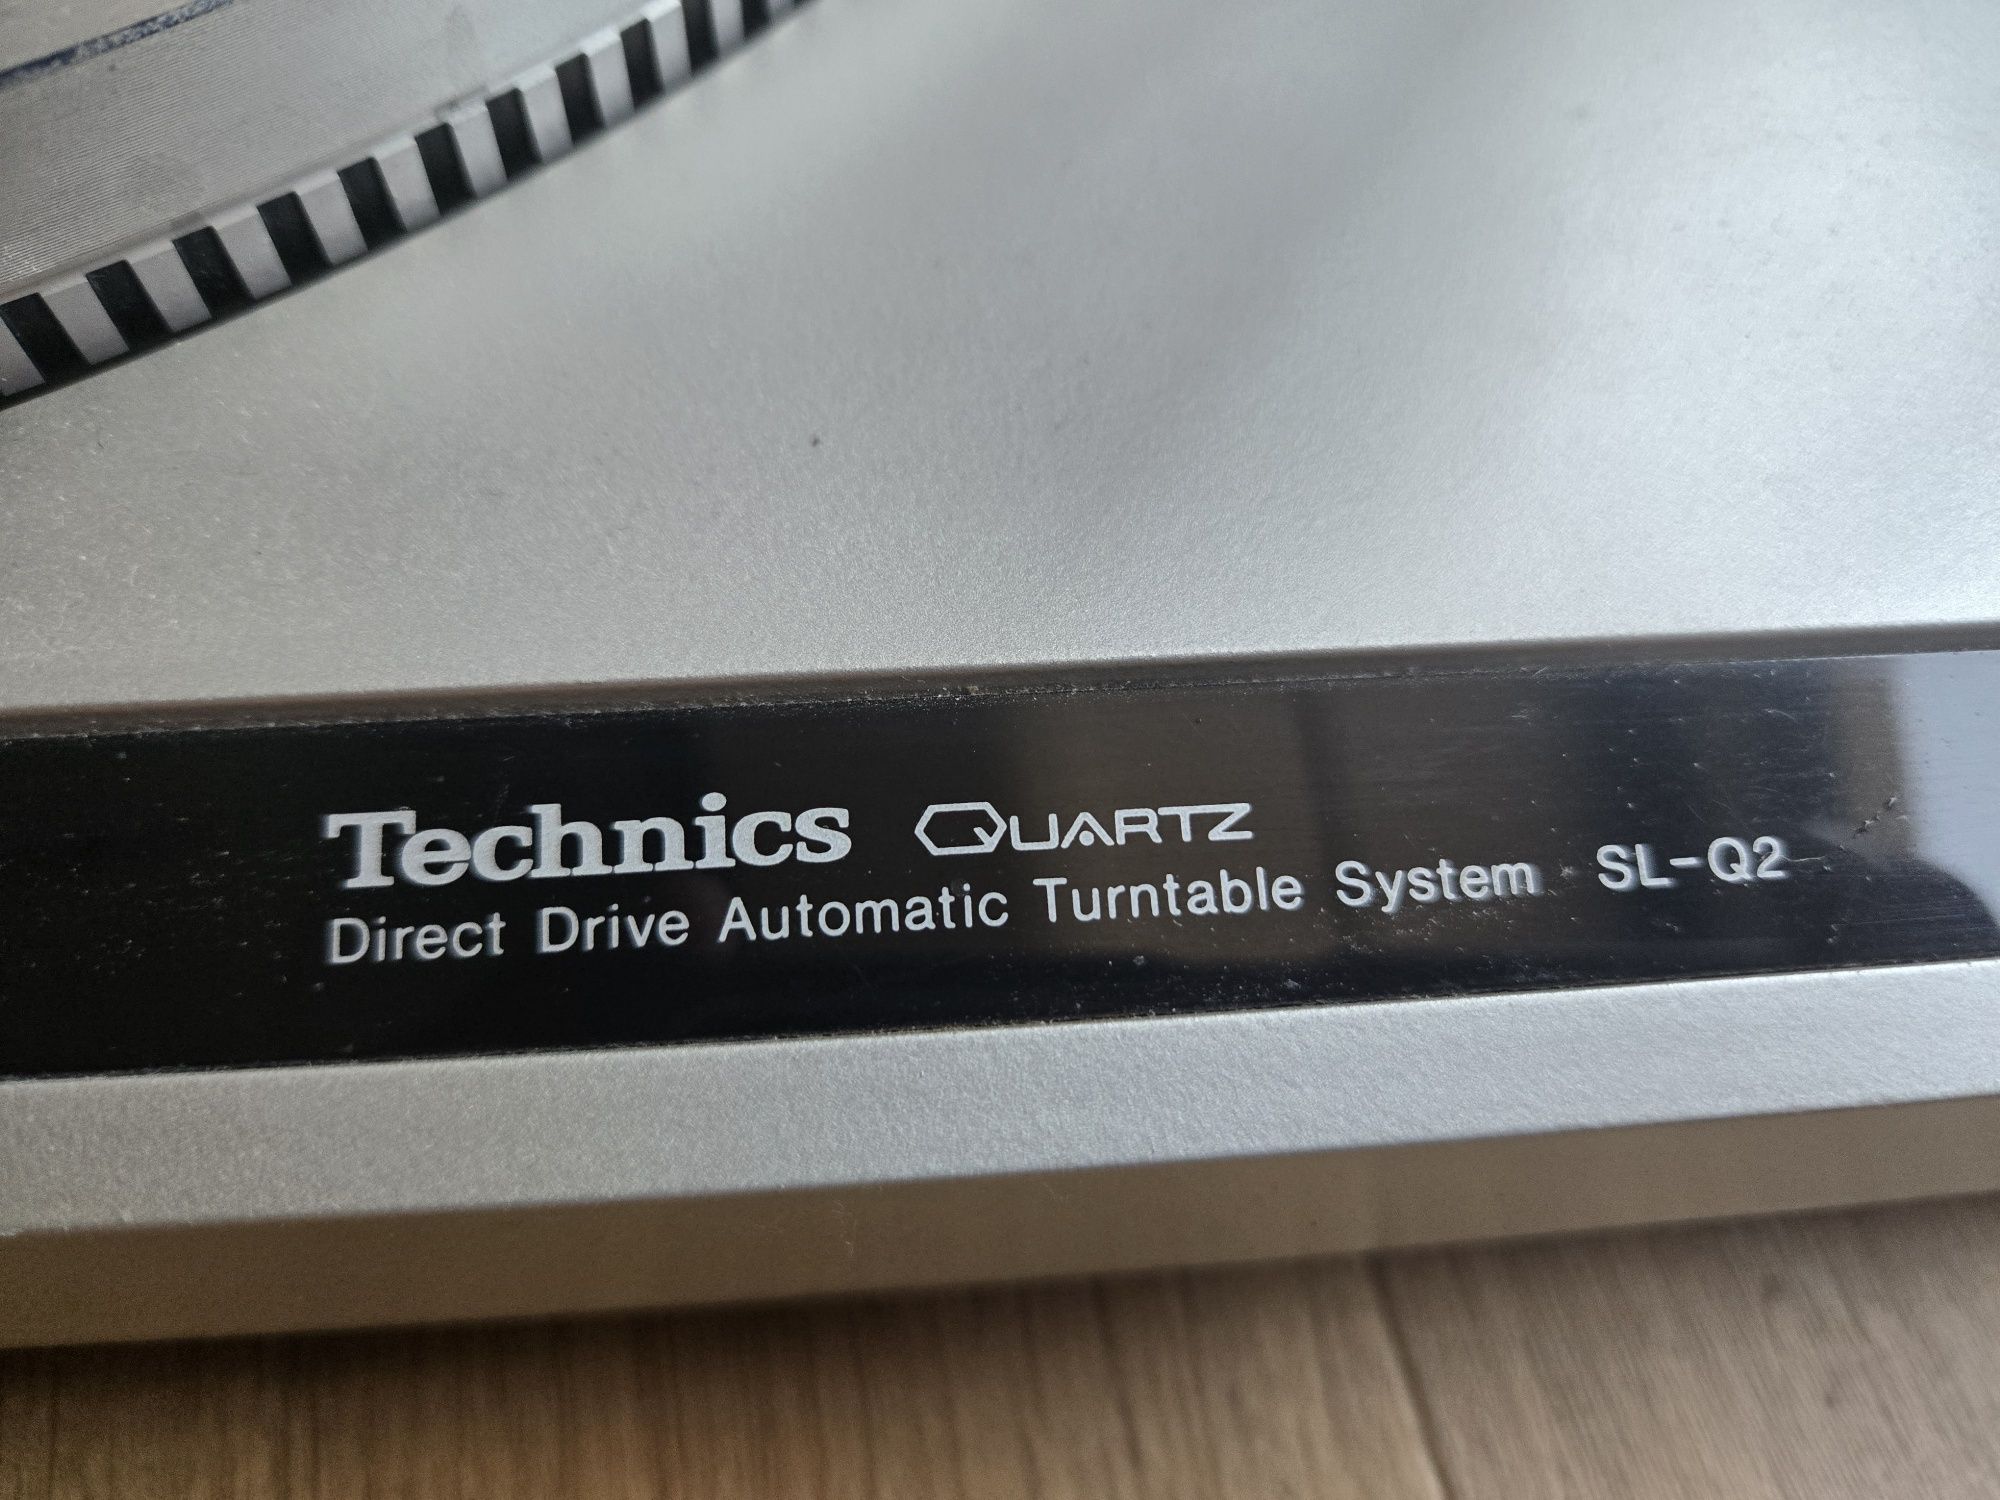 Technics QUARTZ
Direct Drive Automatic Turntable System SL-Q2